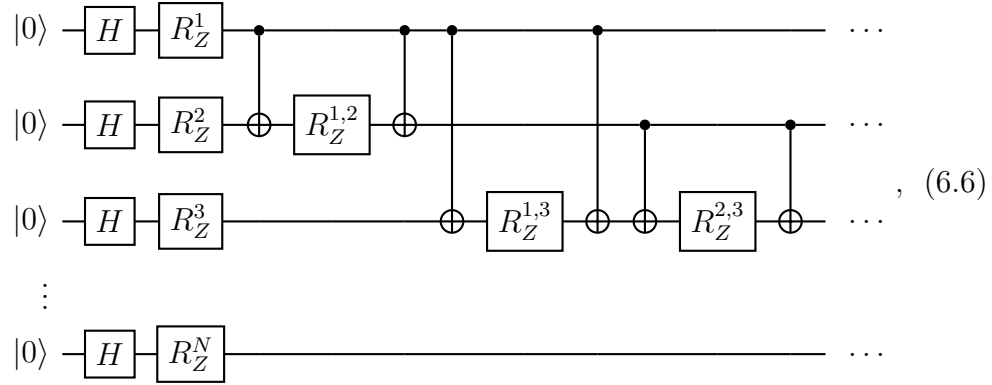 |0⟩ H R_Z^1 ⋯
|0⟩ H R_Z^2 R_Z^{1,2} ⋯
, (6.6)
|0⟩ H R_Z^3 R_Z^{1,3} R_Z^{2,3} ⋯
⋮
|0⟩ H R_Z^N ⋯